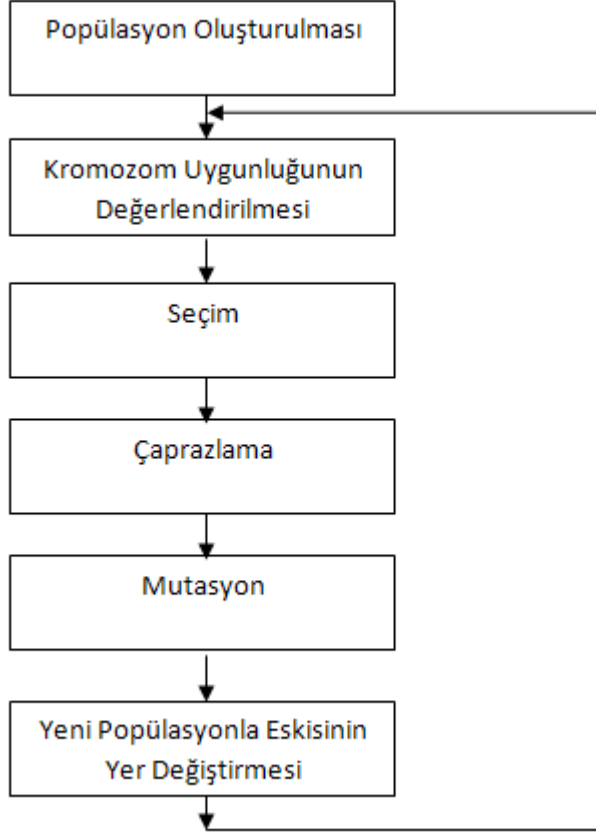 Popülasyon Oluşturulması
Kromozom Uygunluğunun
Değerlendirilmesi
Seçim
Çaprazlama
Mutasyon
Yeni Popülasyonla Eskisinin
Yer Değiştirmesi